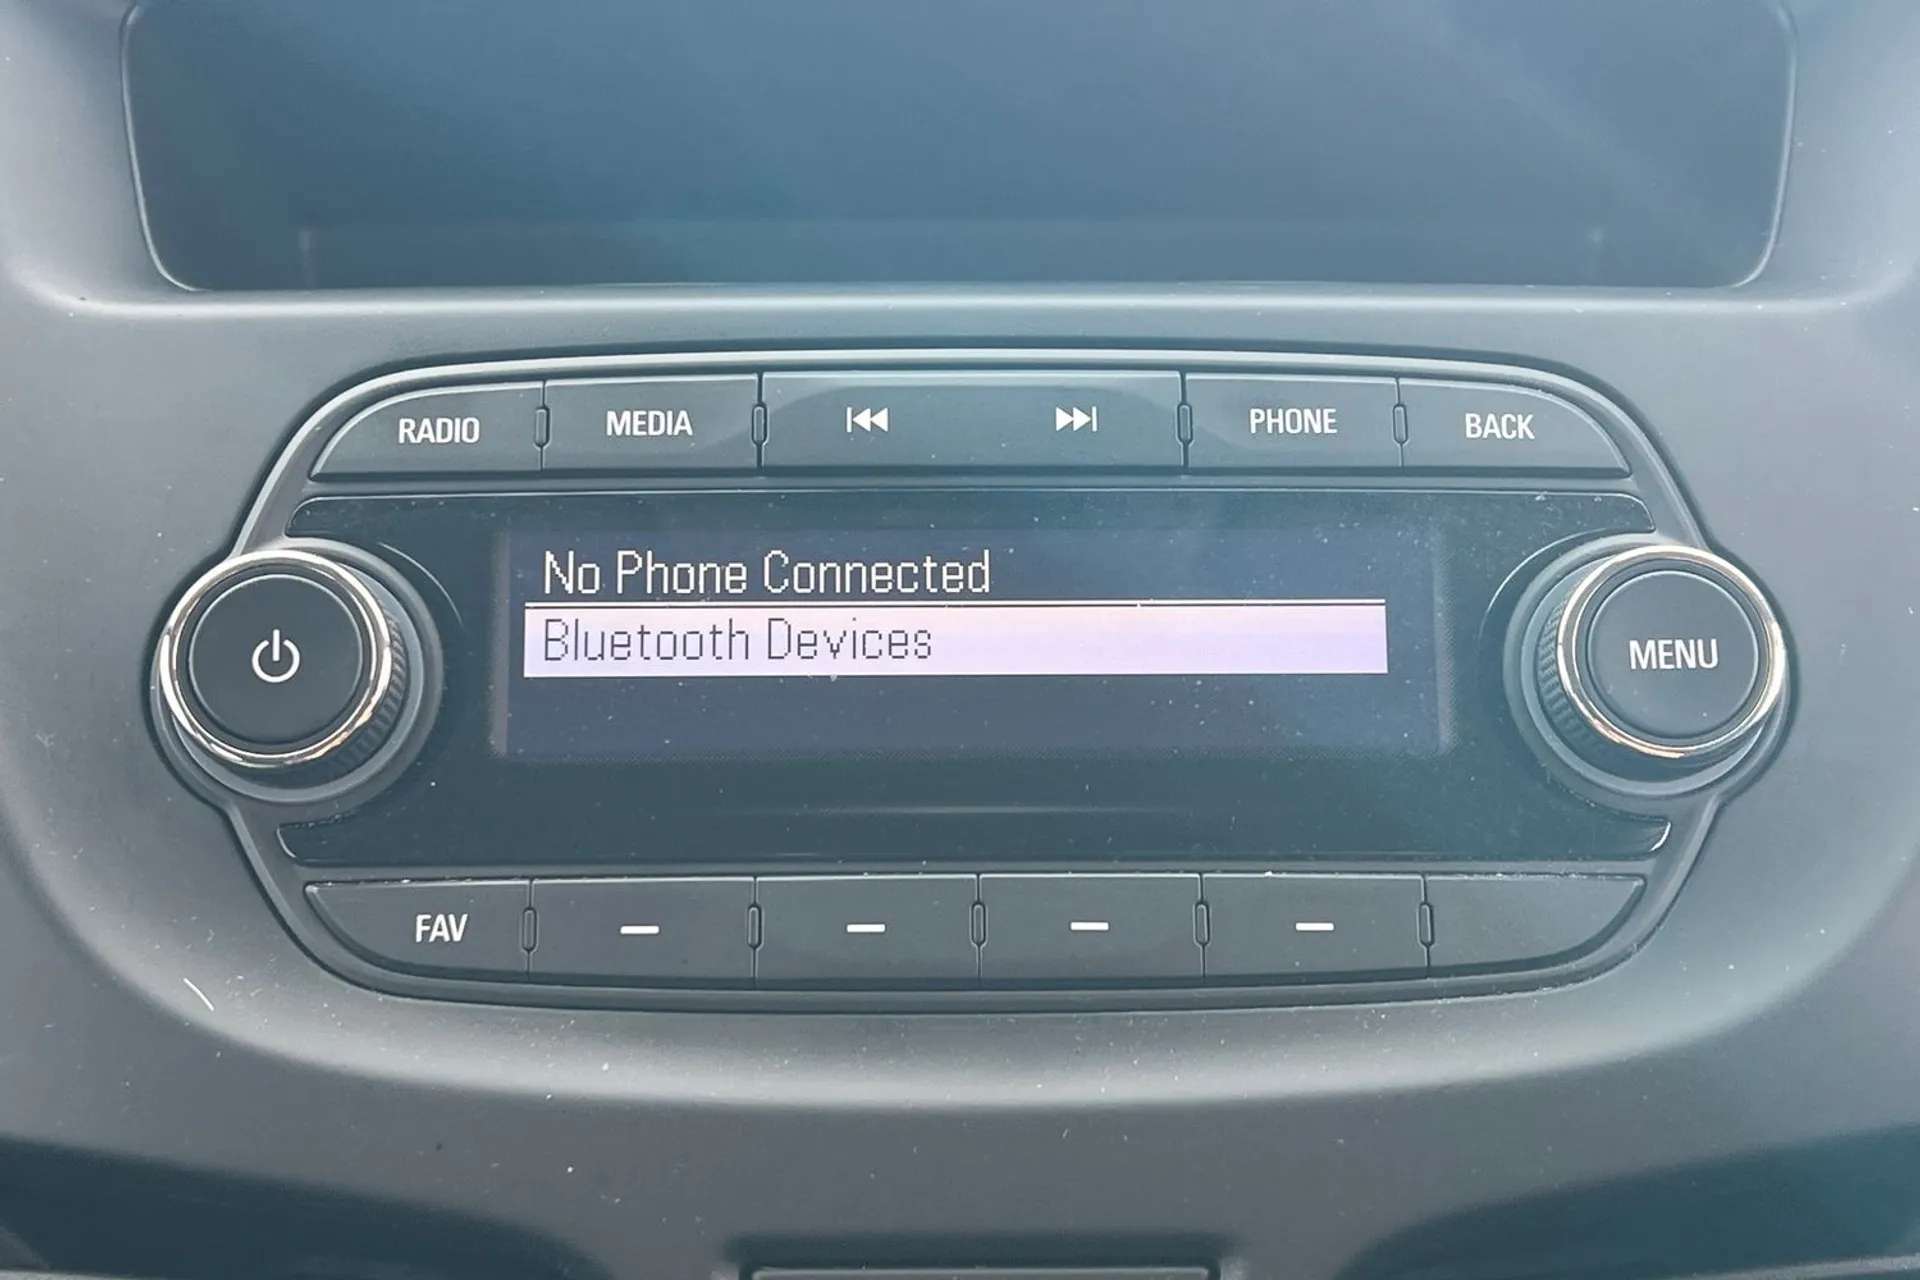 RADIO MEDIA PHONE BACK
No Phone Connected
Bluetooth Devices
MENU
FAV